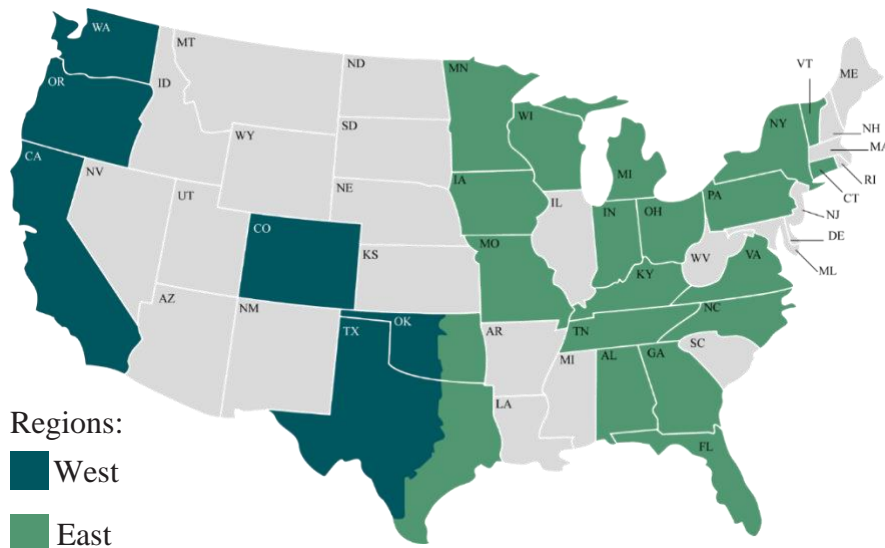 WA
MT
ND
MN
VT
ME
OR
ID
WI
NY
NH
MA
SD
WY
MI
RI
CA
IA
PA
CT
NV
NE
UT
IL
IN
OH
NJ
CO
MO
DE
KS
WV
VA
ML
KY
AZ
NM
OK
TX
AR
TN
NC
MI
AL
GA
SC
LA
FL
Regions:
West
East